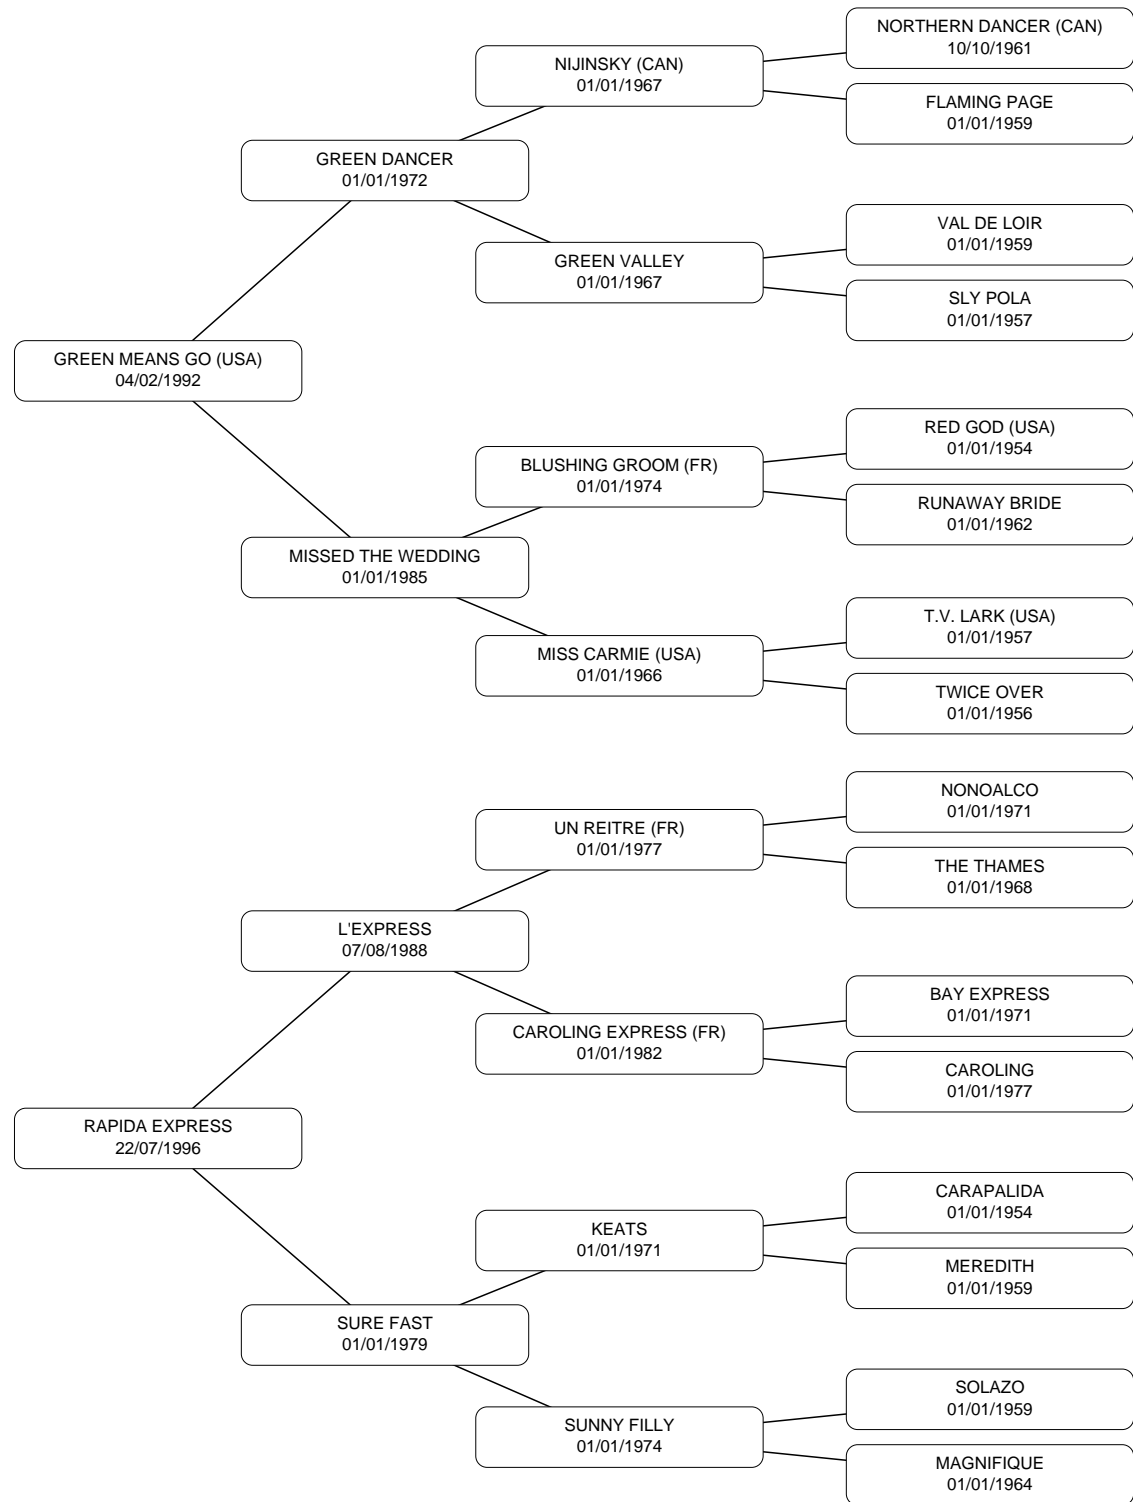 NORTHERN DANCER (CAN)
10/10/1961
NIJINSKY (CAN)
01/01/1967
FLAMING PAGE
01/01/1959
GREEN DANCER
01/01/1972
VAL DE LOIR
01/01/1959
GREEN VALLEY
01/01/1967
SLY POLA
01/01/1957
GREEN MEANS GO (USA)
04/02/1992
RED GOD (USA)
01/01/1954
BLUSHING GROOM (FR)
01/01/1974
RUNAWAY BRIDE
01/01/1962
MISSED THE WEDDING
01/01/1985
T.V. LARK (USA)
01/01/1957
MISS CARMIE (USA)
01/01/1966
TWICE OVER
01/01/1956
NONOALCO
01/01/1971
UN REITRE (FR)
01/01/1977
THE THAMES
01/01/1968
L'EXPRESS
07/08/1988
BAY EXPRESS
01/01/1971
CAROLING EXPRESS (FR)
01/01/1982
CAROLING
01/01/1977
RAPIDA EXPRESS
22/07/1996
CARAPALIDA
01/01/1954
KEATS
01/01/1971
MEREDITH
01/01/1959
SURE FAST
01/01/1979
SOLAZO
01/01/1959
SUNNY FILLY
01/01/1974
MAGNIFIQUE
01/01/1964